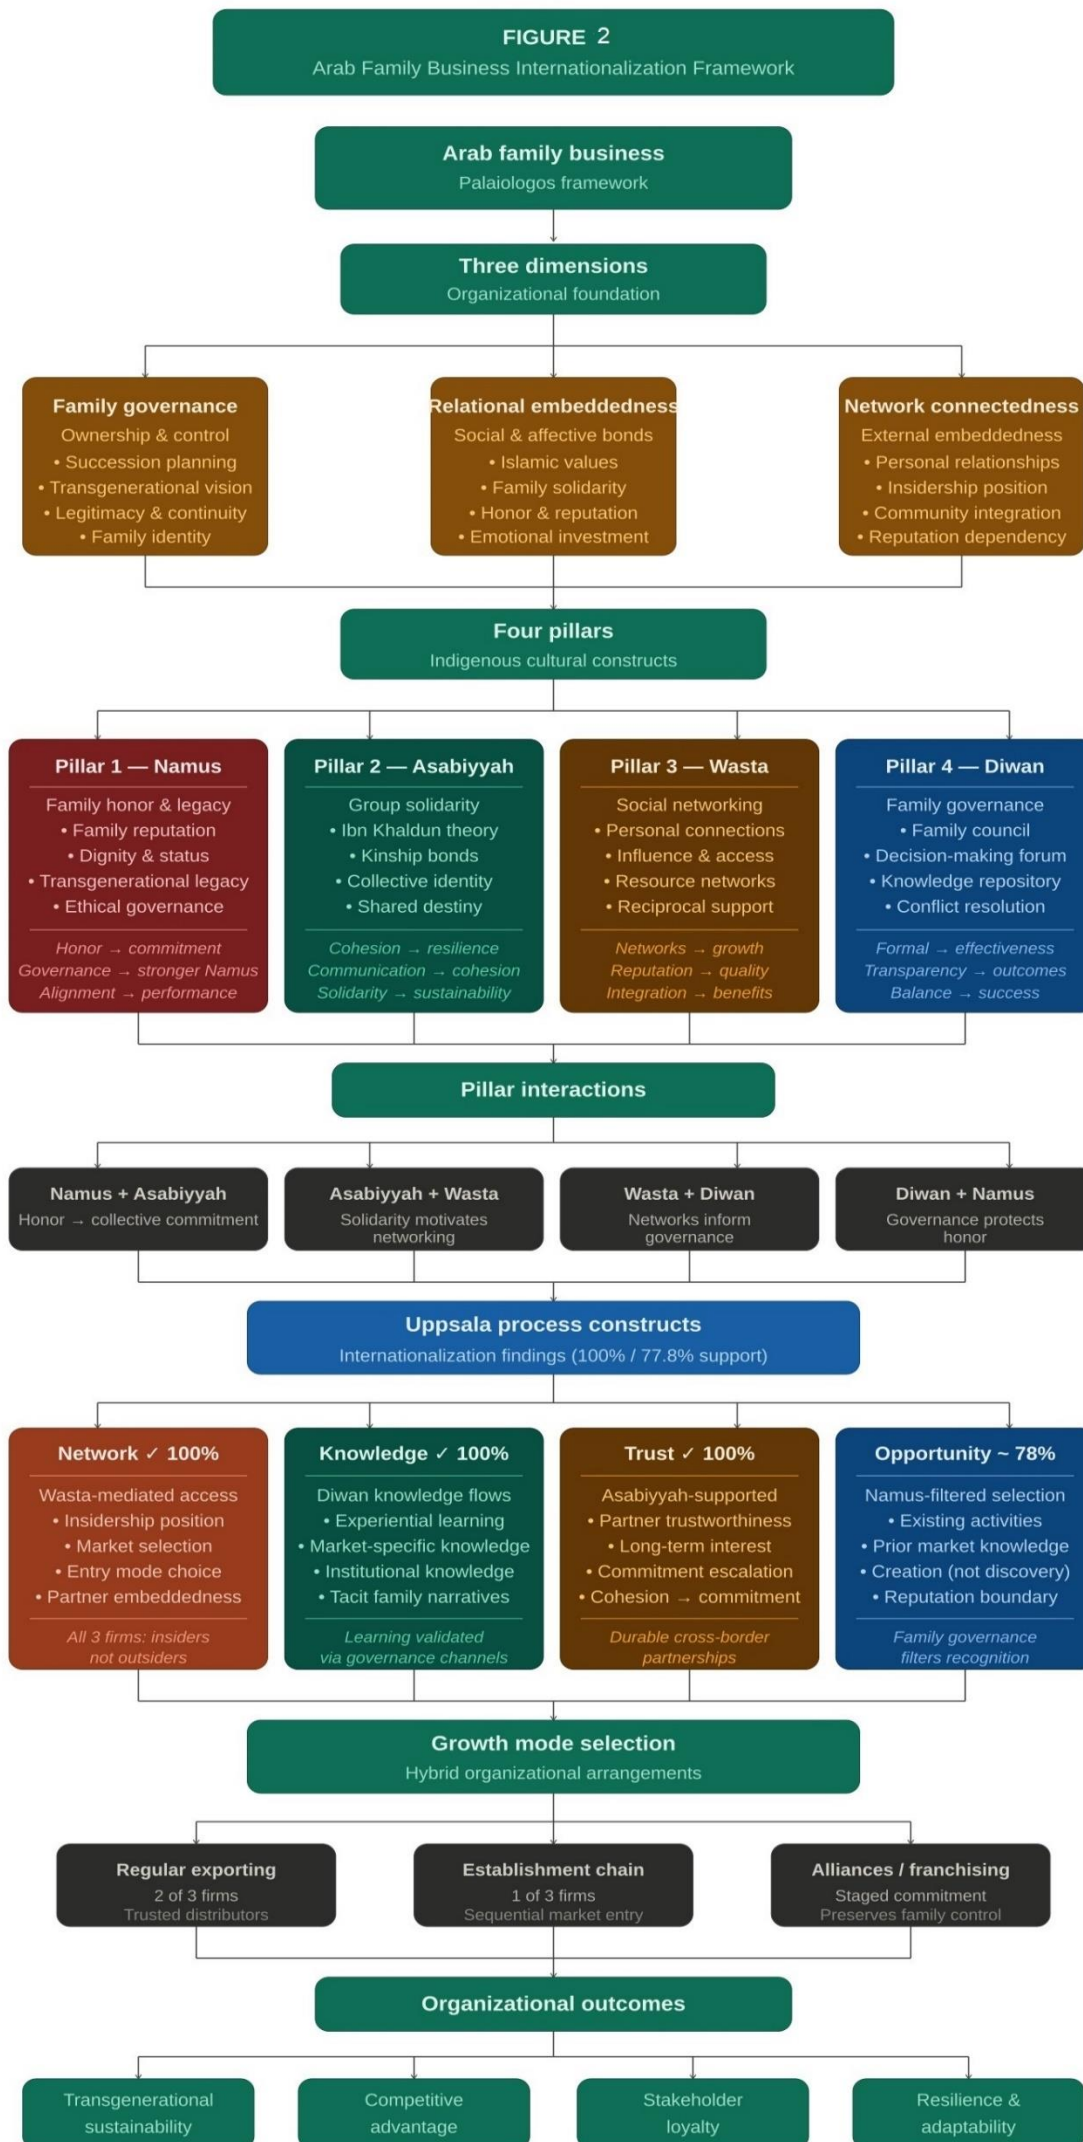 FIGURE 2
Arab Family Business Internationalization Framework
Arab family business
Palaiologos framework
Three dimensions
Organizational foundation
Family governance
Ownership & control
• Succession planning
• Transgenerational vision
• Legitimacy & continuity
• Family identity
Relational embeddedness
Social & affective bonds
• Islamic values
• Family solidarity
• Honor & reputation
• Emotional investment
Network connectedness
External embeddedness
• Personal relationships
• Insidership position
• Community integration
• Reputation dependency
Four pillars
Indigenous cultural constructs
Pillar 1 — Namus
Family honor & legacy
• Family reputation
• Dignity & status
• Transgenerational legacy
• Ethical governance
Honor → commitment
Governance → stronger Namus
Alignment → performance
Pillar 2 — Asabiyyah
Group solidarity
• Ibn Khaldun theory
• Kinship bonds
• Collective identity
• Shared destiny
Cohesion → resilience
Communication → cohesion
Solidarity → sustainability
Pillar 3 — Wasta
Social networking
• Personal connections
• Influence & access
• Resource networks
• Reciprocal support
Networks → growth
Reputation → quality
Integration → benefits
Pillar 4 — Diwan
Family governance
• Family council
• Decision-making forum
• Knowledge repository
• Conflict resolution
Formal → effectiveness
Transparency → outcomes
Balance → success
Pillar interactions
Namus + Asabiyyah
Honor → collective commitment
Asabiyyah + Wasta
Solidarity motivates
networking
Wasta + Diwan
Networks inform
governance
Diwan + Namus
Governance protects
honor
Uppsala process constructs
Internationalization findings (100% / 77.8% support)
Network ✓ 100%
Wasta-mediated access
• Insidership position
• Market selection
• Entry mode choice
• Partner embeddedness
All 3 firms: insiders
not outsiders
Knowledge ✓ 100%
Diwan knowledge flows
• Experiential learning
• Market-specific knowledge
• Institutional knowledge
• Tacit family narratives
Learning validated
via governance channels
Trust ✓ 100%
Asabiyyah-supported
• Partner trustworthiness
• Long-term interest
• Commitment escalation
• Cohesion → commitment
Durable cross-border
partnerships
Opportunity ~ 78%
Namus-filtered selection
• Existing activities
• Prior market knowledge
• Creation (not discovery)
• Reputation boundary
Family governance
filters recognition
Growth mode selection
Hybrid organizational arrangements
Regular exporting
2 of 3 firms
Trusted distributors
Establishment chain
1 of 3 firms
Sequential market entry
Alliances / franchising
Staged commitment
Preserves family control
Organizational outcomes
Transgenerational
sustainability
Competitive
advantage
Stakeholder
loyalty
Resilience &
adaptability